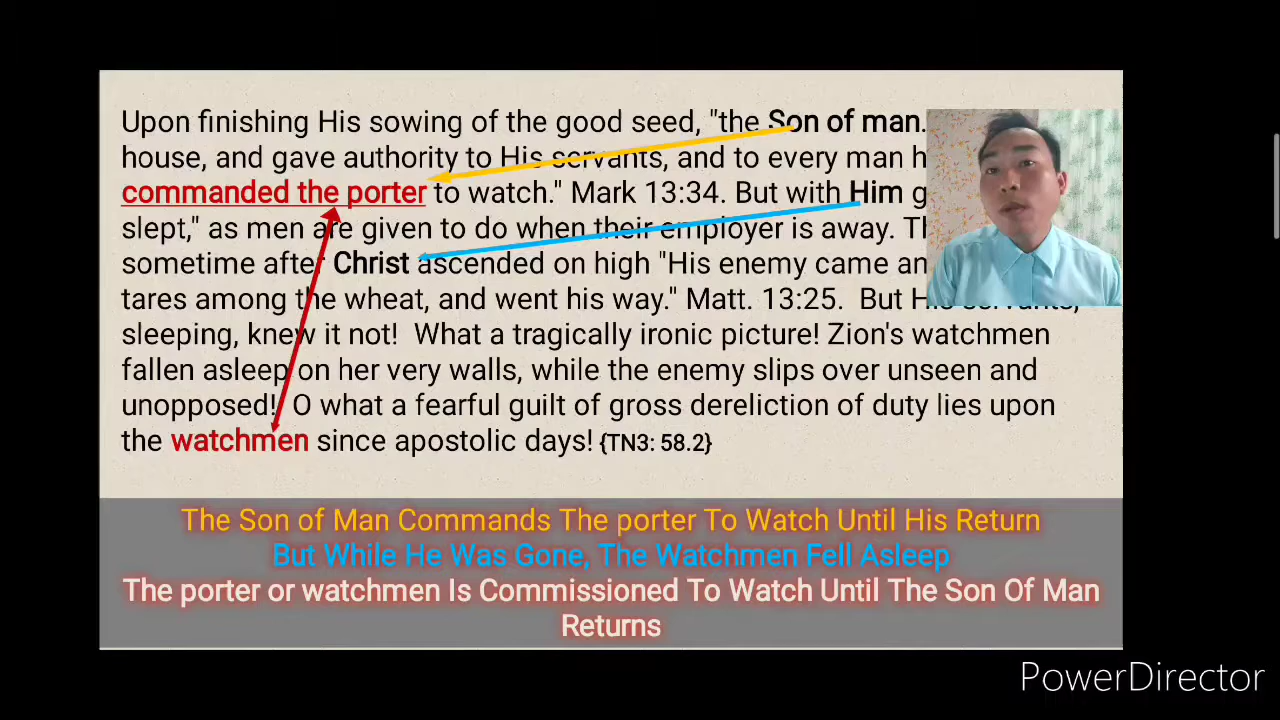 Upon finishing His sowing of the good seed, "the Son of man.
house, and gave authority to His servants, and to every man h
commanded the porter to watch." Mark 13:34. But with Him g
slept," as men are given to do when their employer is away. Th
sometime after Christ ascended on high "His enemy came an
tares among the wheat, and went his way." Matt. 13:25. But His servants,
sleeping, knew it not! What a tragically ironic picture! Zion's watchmen
fallen asleep on her very walls, while the enemy slips over unseen and
unopposed! O what a fearful guilt of gross dereliction of duty lies upon
the watchmen since apostolic days! {TN3: 58.2}
The Son of Man Commands The porter To Watch Until His Return
But While He Was Gone, The Watchmen Fell Asleep
The porter or watchmen Is Commissioned To Watch Until The Son Of Man
Returns
PowerDirector